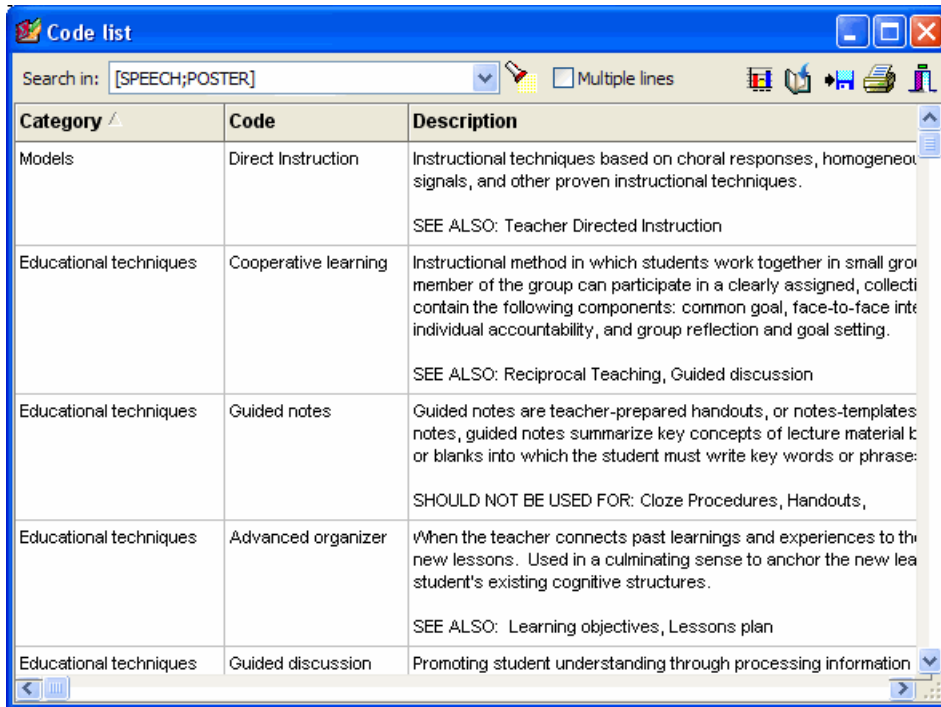 Code list
Search in: [SPEECH;POSTER] Multiple lines
Category Code Description
Models Direct Instruction Instructional techniques based on choral responses,
signals, and other proven instructional techniques.
SEE ALSO: Teacher Directed Instruction
Educational techniques Cooperative learning Instructional method in which students work together in small
member of the group can participate in a clearly assigned,
contain the following components: common goal, face-to-face
individual accountability, and group reflection and goal setting.
SEE ALSO: Reciprocal Teaching, Guided discussion
Educational techniques Guided notes Guided notes are teacher-prepared handouts, or notes-templates
notes, guided notes summarize key concepts of lecture material
or blanks into which the student must write key words or
SHOULD NOT BE USED FOR: Cloze Procedures, Handouts,
Educational techniques Advanced organizer When the teacher connects past learnings and experiences to
new lessons. Used in a culminating sense to anchor the new
student's existing cognitive structures.
SEE ALSO: Learning objectives, Lessons plan
Educational techniques Guided discussion Promoting student understanding through processing information